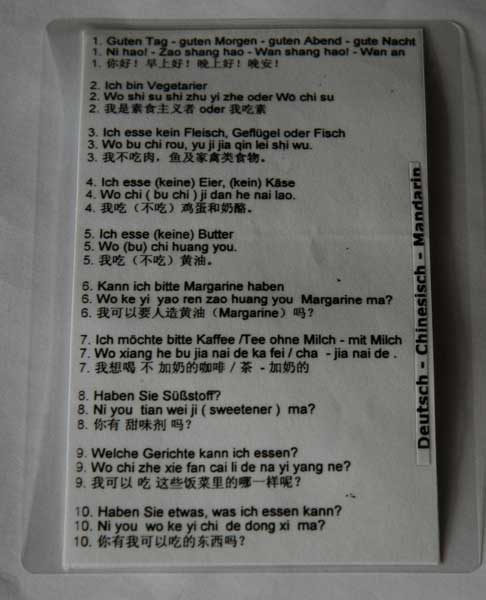 1. Guten Tag - guten Morgen - guten Abend - gute Nacht
1. Ni hao! - Zao shang hao - Wan shang hao! - Wan an
1. 你好！早上好！晚上好！晚安！
2. Ich bin Vegetarier
2. Wo shi su shi zhu yi zhe oder Wo chi su
2. 我是素食主义者 oder 我吃素
3. Ich esse kein Fleisch, Geflügel oder Fisch
3. Wo bu chi rou, yu ji jia qin lei shi wu.
3. 我不吃肉，鱼及家禽类食物。
4. Ich esse (keine) Eier, (kein) Käse
4. Wo chi ( bu chi ) ji dan he nai lao.
4. 我吃（不吃）鸡蛋和奶酪。
5. Ich esse (keine) Butter
5. Wo (bu) chi huang you.
5. 我吃（不吃）黄油。
6. Kann ich bitte Margarine haben
6. Wo ke yi yao ren zao huang you Margarine ma?
6. 我可以要人造黄油（Margarine）吗？
7. Ich möchte bitte Kaffee /Tee ohne Milch - mit Milch
7. Wo xiang he bu jia nai de ka fei / cha - jia nai de .
7. 我想喝 不 加奶的咖啡 / 茶 - 加奶的
8. Haben Sie Süßstoff?
8. Ni you tian wei ji ( sweetener ) ma?
8. 你有 甜味剂 吗？
9. Welche Gerichte kann ich essen?
9. Wo chi zhe xie fan cai li de na yi yang ne?
9. 我可以 吃 这些饭菜里的哪一样呢？
10. Haben Sie etwas, was ich essen kann?
10. Ni you wo ke yi chi de dong xi ma?
10. 你有我可以吃的东西吗？
Deutsch - Chinesisch - Mandarin